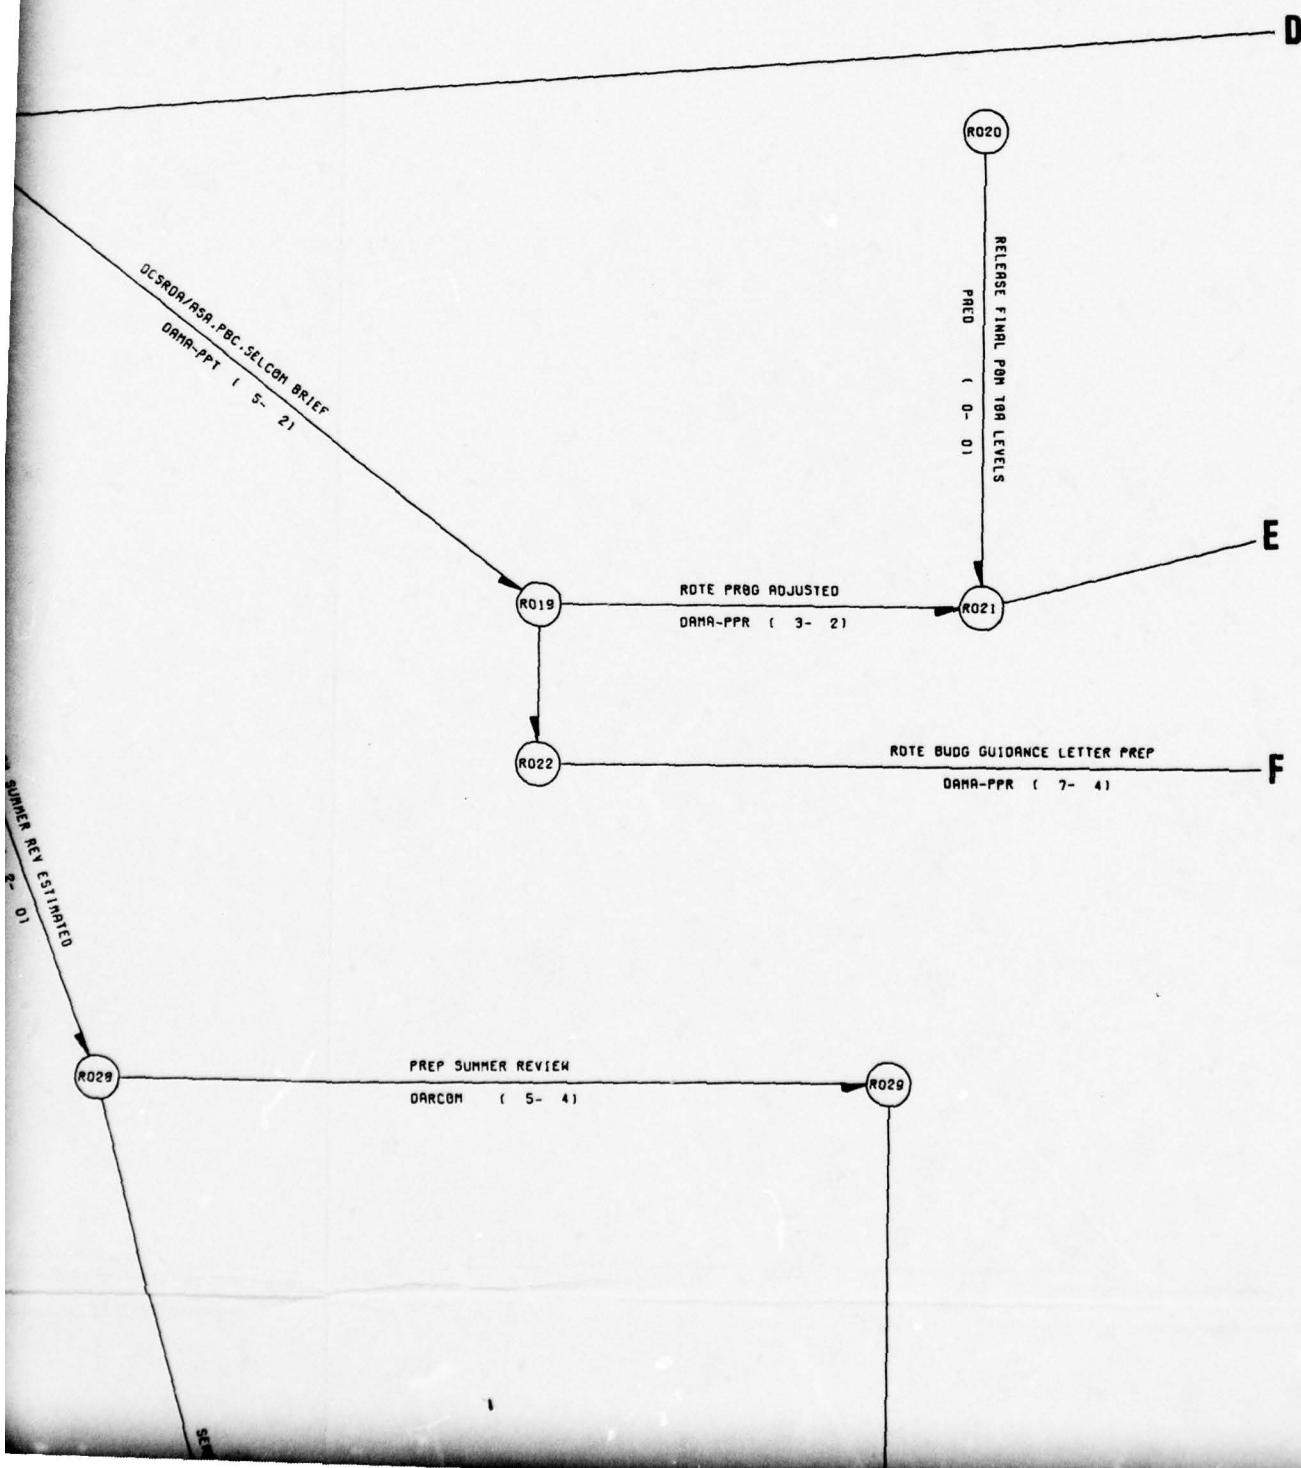 D
R020
RELEASE FINAL POM TOA LEVELS
PAED ( 0- 0)
DCSRDA/ASA.PBC.SELCOM BRIEF
DAMA-PPT ( 5- 2)
E
R019
RDTE PROG ADJUSTED
DAMA-PPR ( 3- 2)
R021
R022
RDTE BUDG GUIDANCE LETTER PREP
DAMA-PPR ( 7- 4)
F
SUMMER REV ESTIMATED
2- 0)
R028
PREP SUMMER REVIEW
DARCOM ( 5- 4)
R029